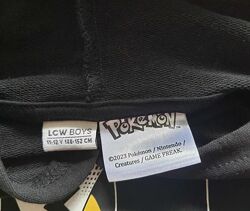 LCW BOYS
11-12 Y 146-152 CM
POKéMON
©2023 Pokémon / Nintendo /
Creatures / GAME FREAK.